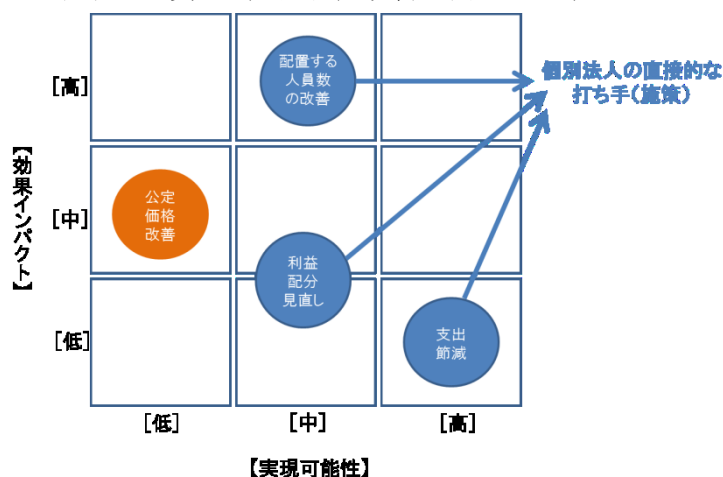 配置する
人員数
の改善
個別法人の直接的な
打ち手(施策)
[高]
【効果インパクト】
公定
価格
改善
[中]
利益
配分
見直し
支出
節減
[低]
[低]
[中]
[高]
【実現可能性】